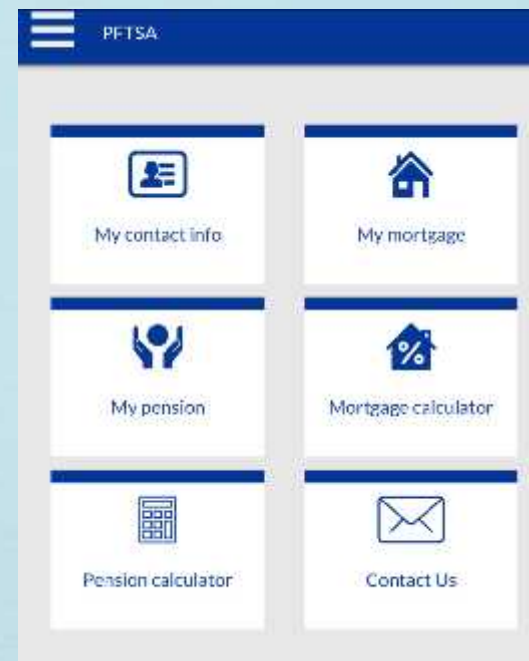 PFTSA
My contact info
My mortgage
My pension
Mortgage calculator
Pension calculator
Contact Us